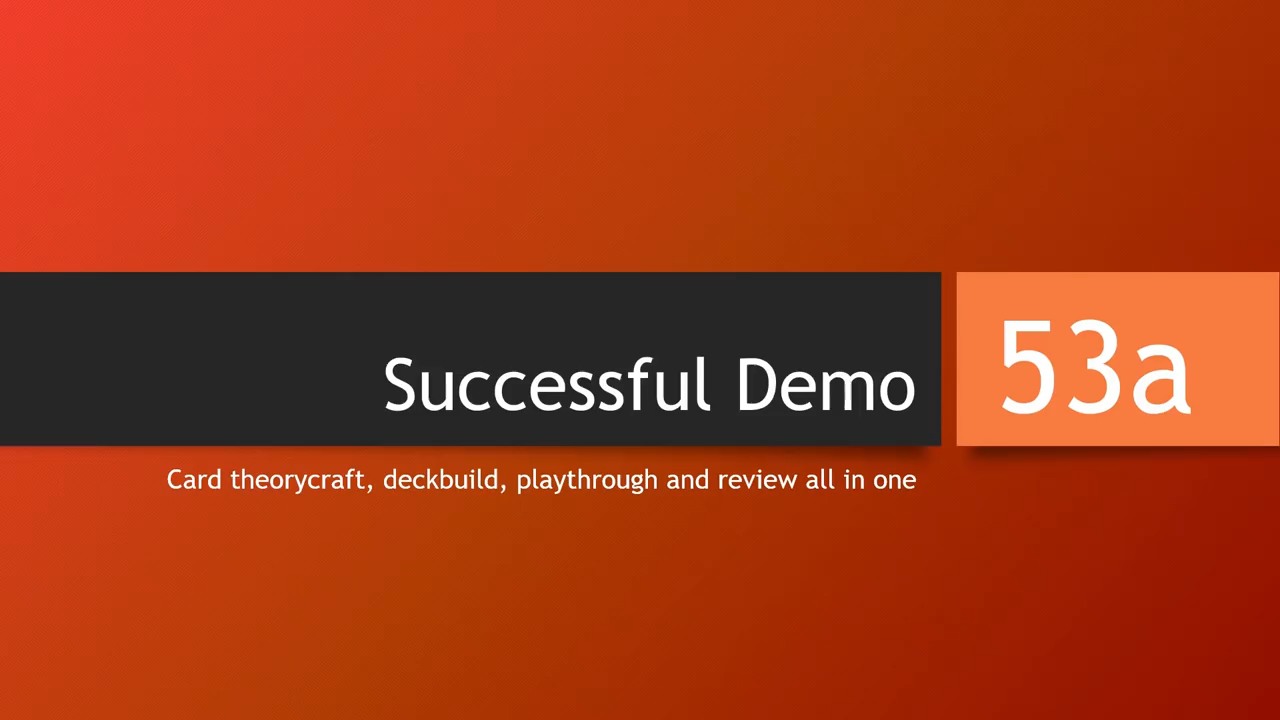 Successful Demo
53a
Card theorycraft, deckbuild, playthrough and review all in one